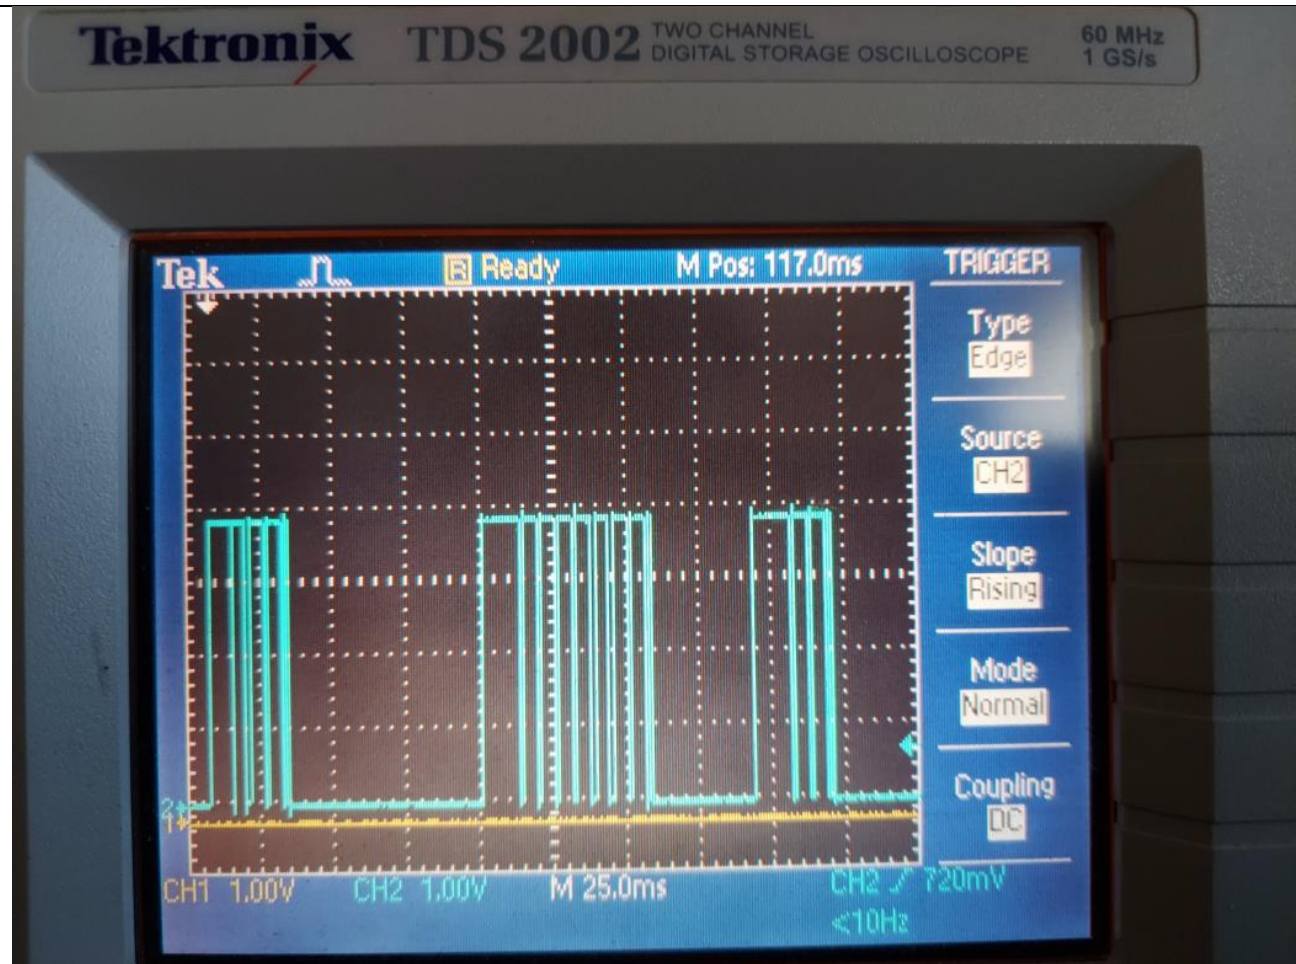 Tektronix TDS 2002 TWO CHANNEL DIGITAL STORAGE OSCILLOSCOPE 60 MHz 1 GS/s
Tek R Ready M Pos: 117.0ms TRIGGER
Type
Edge
Source
CH2
Slope
Rising
Mode
Normal
Coupling
DC
2
1
CH1 1.00V CH2 1.00V M 25.0ms CH2 720mV
<10Hz